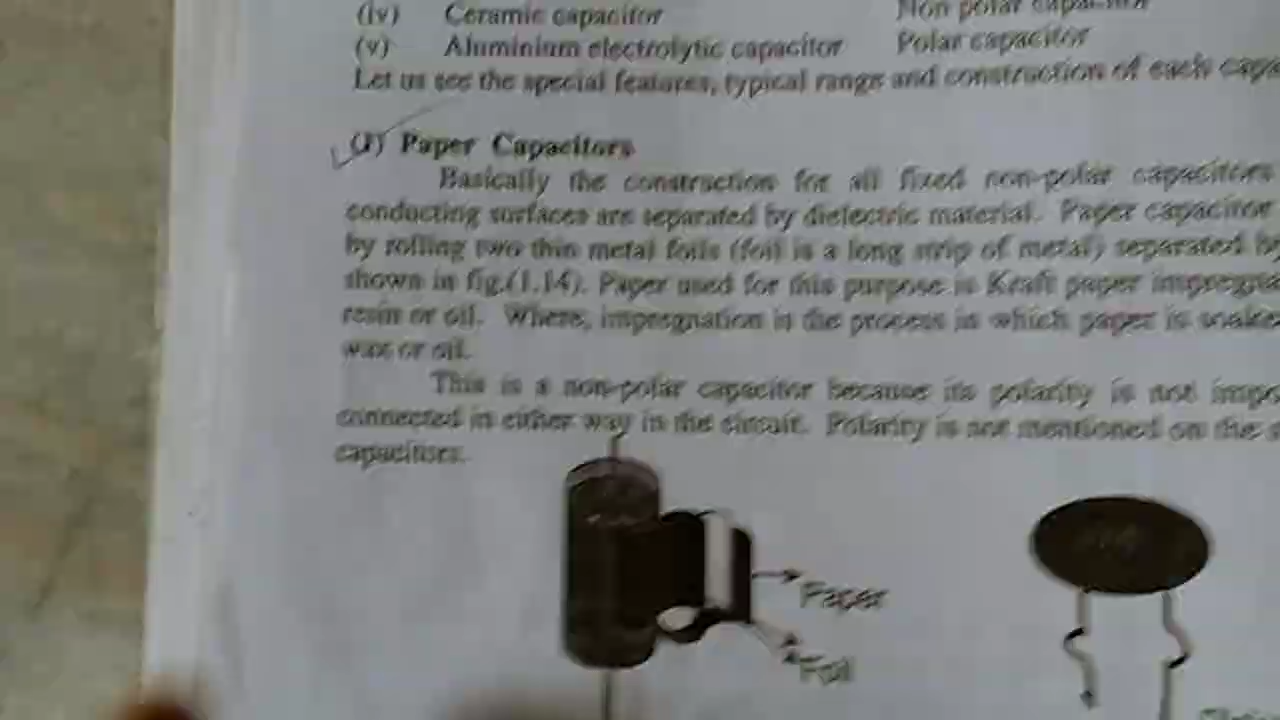 (iv) Ceramic capacitor Non polar capacitor
(v) Aluminium electrolytic capacitor Polar capacitor
Let us see the special features, typical range and construction of each
(I) Paper Capacitors
Basically the construction for all fixed non-polar capacitors
conducting surfaces are separated by dielectric material. Paper capacitor
by rolling two thin metal foils (foil is a long strip of metal) separated by
shown in fig.(1.14). Paper used for this purpose is Kraft paper
resin or oil. Where, impregnation is the process in which paper is
wax or oil.
This is a non-polar capacitor because its polarity is not
connected in either way in the circuit. Polarity is not mentioned on the
capacitors.
Paper
Foil